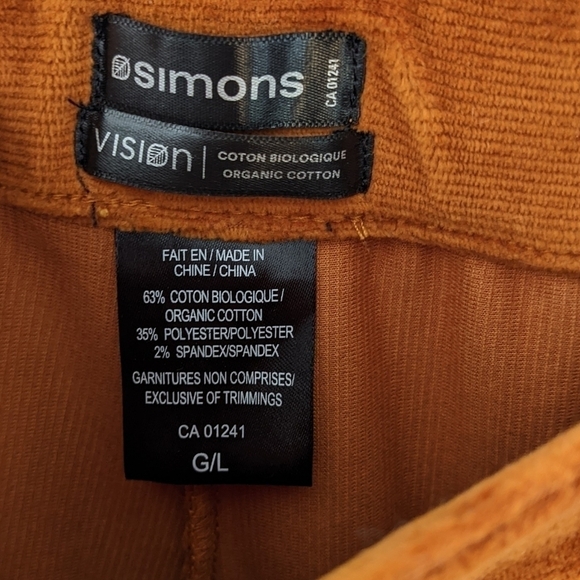 simons
CA 01241
VISION
COTON BIOLOGIQUE
ORGANIC COTTON
FAIT EN / MADE IN
CHINE / CHINA
63% COTON BIOLOGIQUE /
ORGANIC COTTON
35% POLYESTER/POLYESTER
2% SPANDEX/SPANDEX
GARNITURES NON COMPRISES/
EXCLUSIVE OF TRIMMINGS
CA 01241
G/L